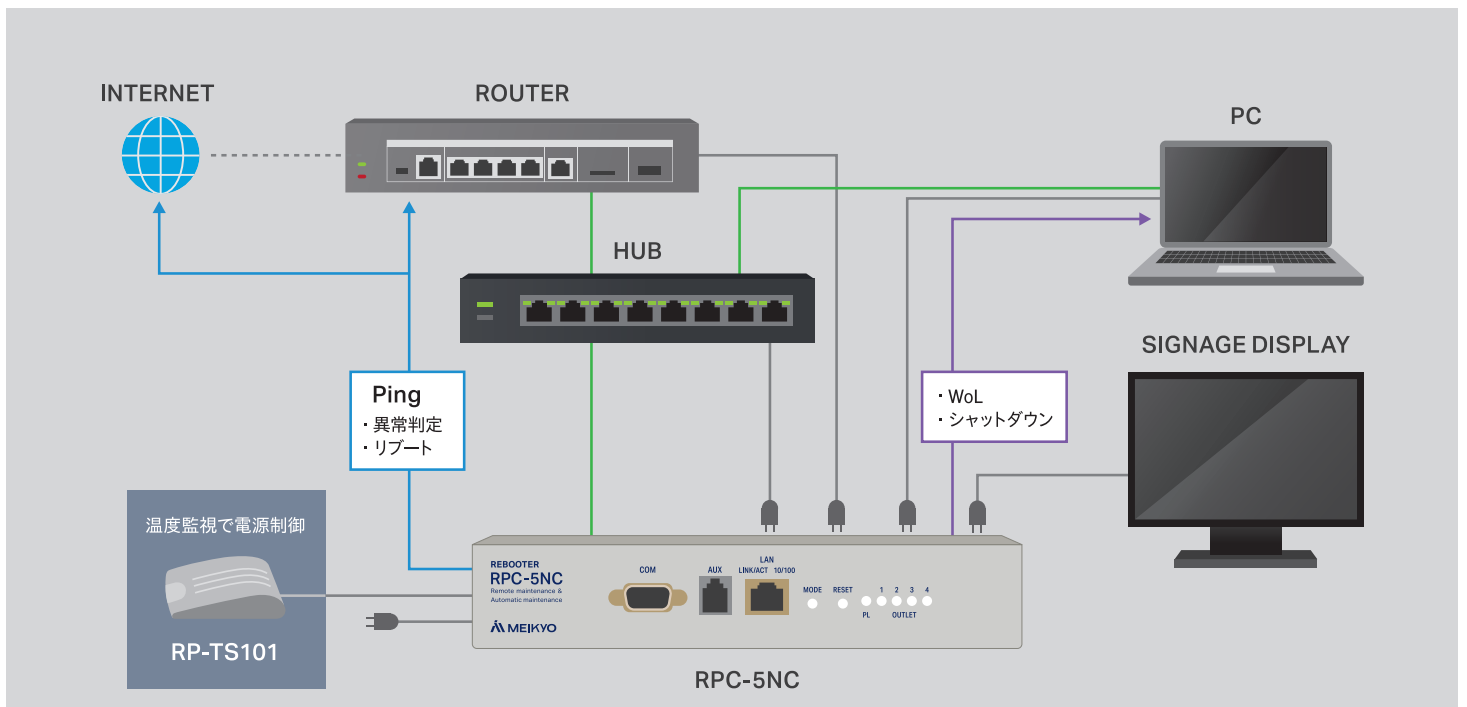 INTERNET
ROUTER
PC
HUB
SIGNAGE DISPLAY
Ping
・異常判定
・リブート
・WoL
・シャットダウン
温度監視で電源制御
RP-TS101
REBOOTER
RPC-5NC
Remote maintenance &
Automatic maintenance
MEIKYO
COM
AUX
LAN
LINK/ACT 10/100
MODE RESET 1 2 3 4
PL OUTLET
RPC-5NC